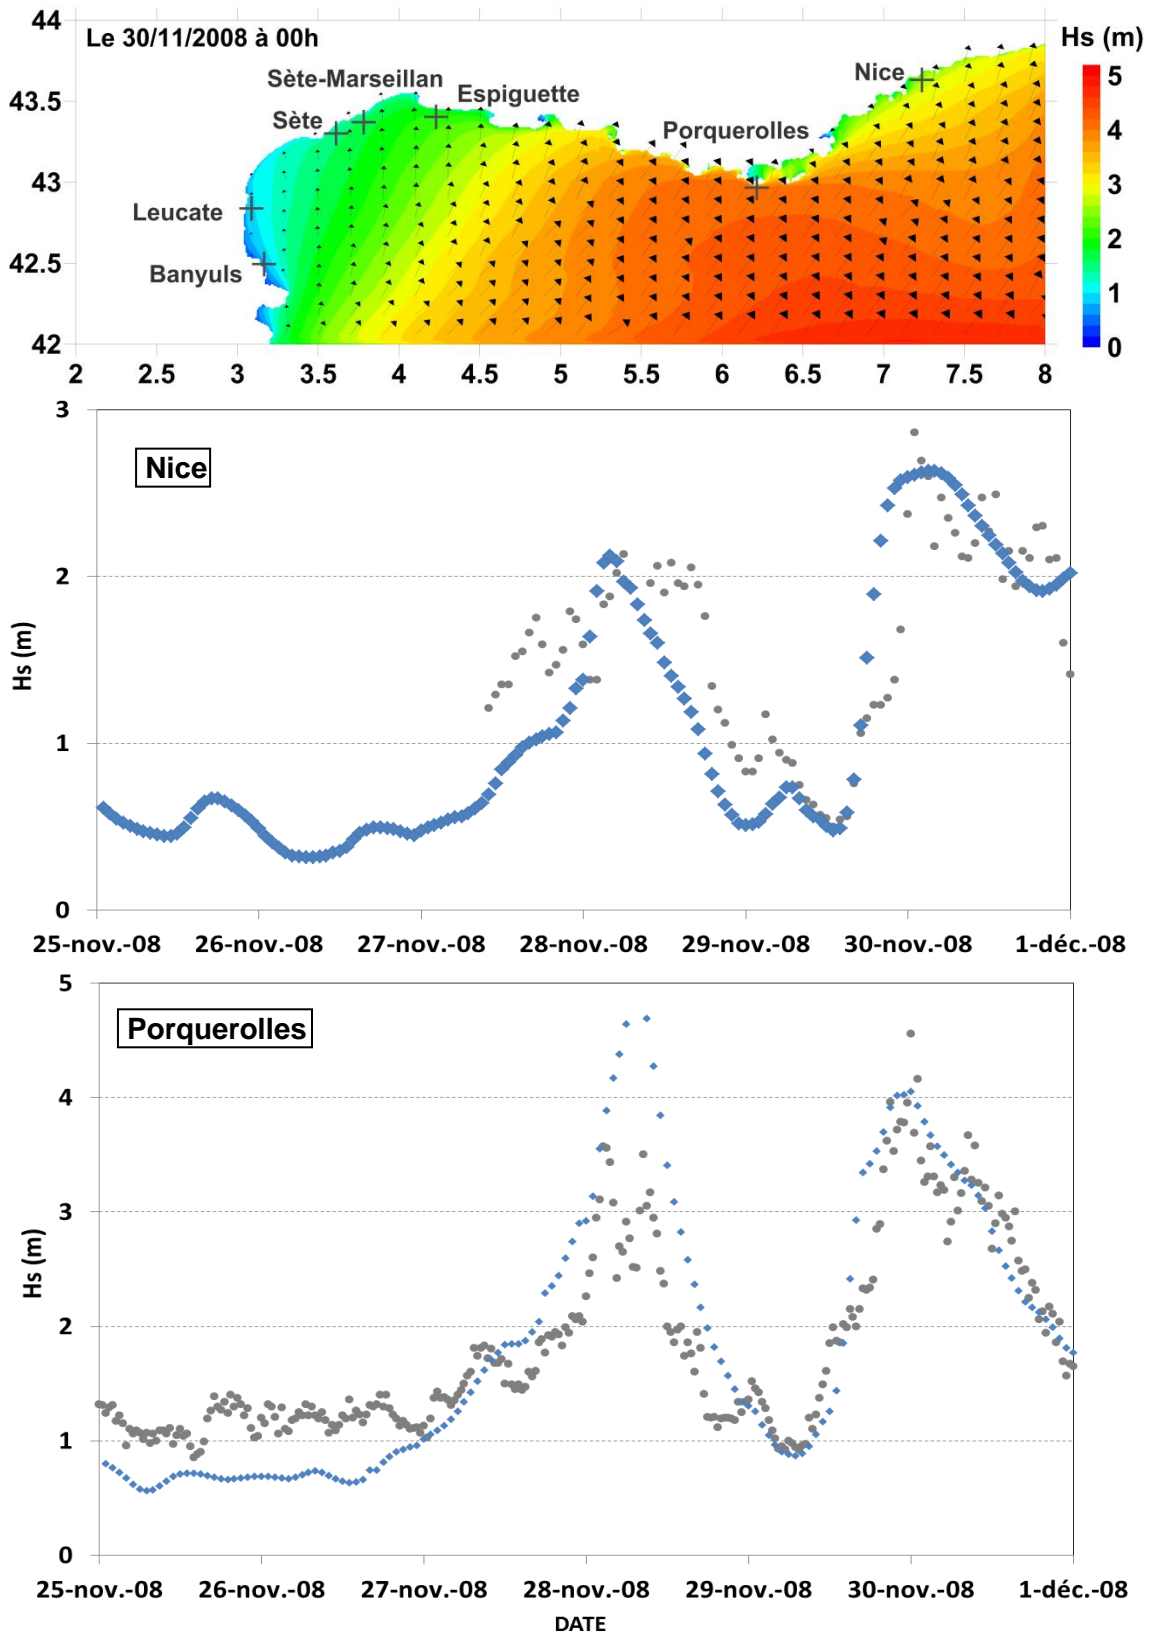 44
Le 30/11/2008 à 00h
Hs (m)
Sète-Marseillan
Nice
5
43.5
Espiguette
Sète
Porquerolles
4
43
3
Leucate
2
42.5
Banyuls
1
42
0
2 2.5 3 3.5 4 4.5 5 5.5 6 6.5 7 7.5 8
3
Nice
2
Hs (m)
1
0
25-nov.-08 26-nov.-08 27-nov.-08 28-nov.-08 29-nov.-08 30-nov.-08 1-déc.-08
5
Porquerolles
4
3
Hs (m)
2
1
0
25-nov.-08 26-nov.-08 27-nov.-08 28-nov.-08 29-nov.-08 30-nov.-08 1-déc.-08
DATE